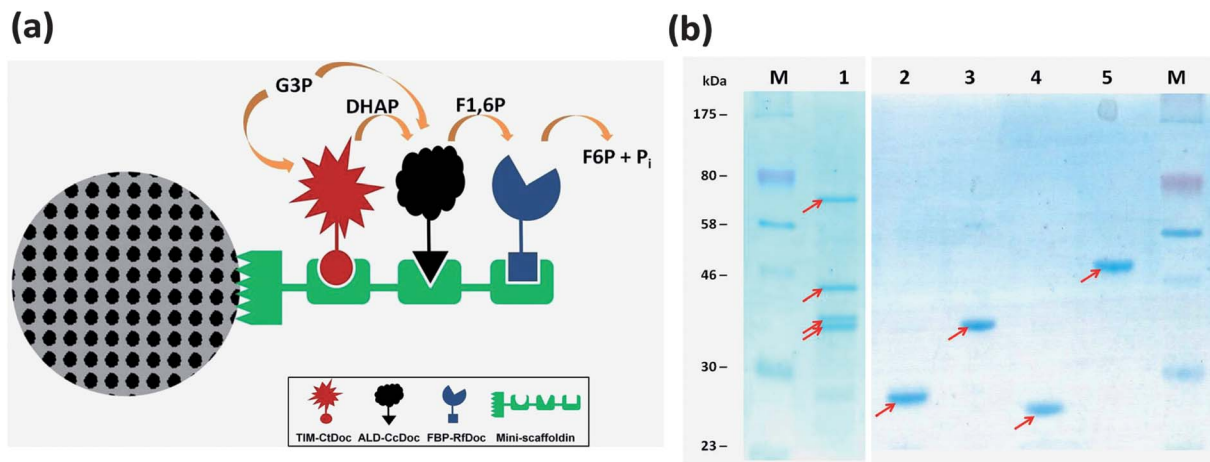 (a)
G3P
DHAP
F1,6P
F6P + Pi
TIM-CtDoc ALD-CcDoc FBP-RfDoc Mini-scaffoldin
(b)
kDa M 1 2 3 4 5 M
175
80
58
46
30
23